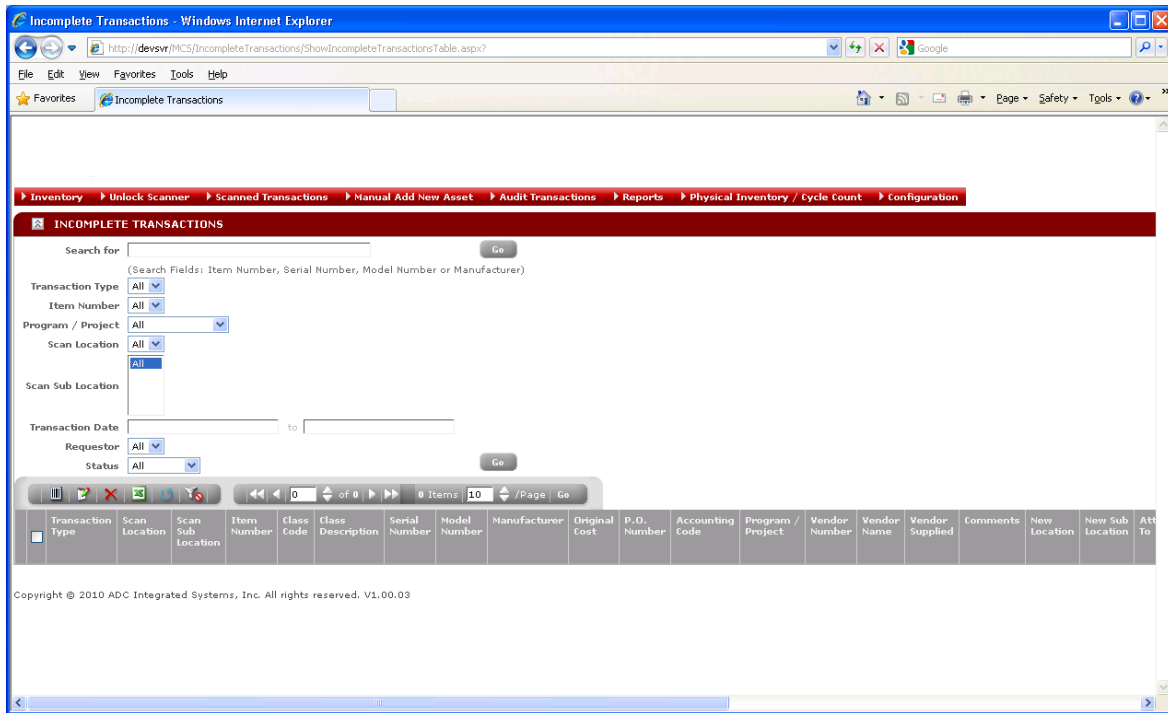 Incomplete Transactions - Windows Internet Explorer
http://devsvr/MCS/IncompleteTransactions/ShowIncompleteTransactionsTable.aspx?
Google
File Edit View Favorites Tools Help
Favorites Incomplete Transactions Page Safety Tools
Inventory Unlock Scanner Scanned Transactions Manual Add New Asset Audit Transactions Reports Physical Inventory / Cycle Count Configuration
INCOMPLETE TRANSACTIONS
Search for Go
(Search Fields: Item Number, Serial Number, Model Number or Manufacturer)
Transaction Type All
Item Number All
Program / Project All
Scan Location All
All
Scan Sub Location
Transaction Date to
Requestor All
Status All Go
0 of 0 0 Items 10 /Page Go
Transaction Type Scan Location Scan Sub Location Item Number Class Code Class Description Serial Number Model Number Manufacturer Original Cost P.O. Number Accounting Code Program / Project Vendor Number Vendor Name Vendor Supplied Comments New Location New Sub Location Att To
Copyright © 2010 ADC Integrated Systems, Inc. All rights reserved. V1.00.03